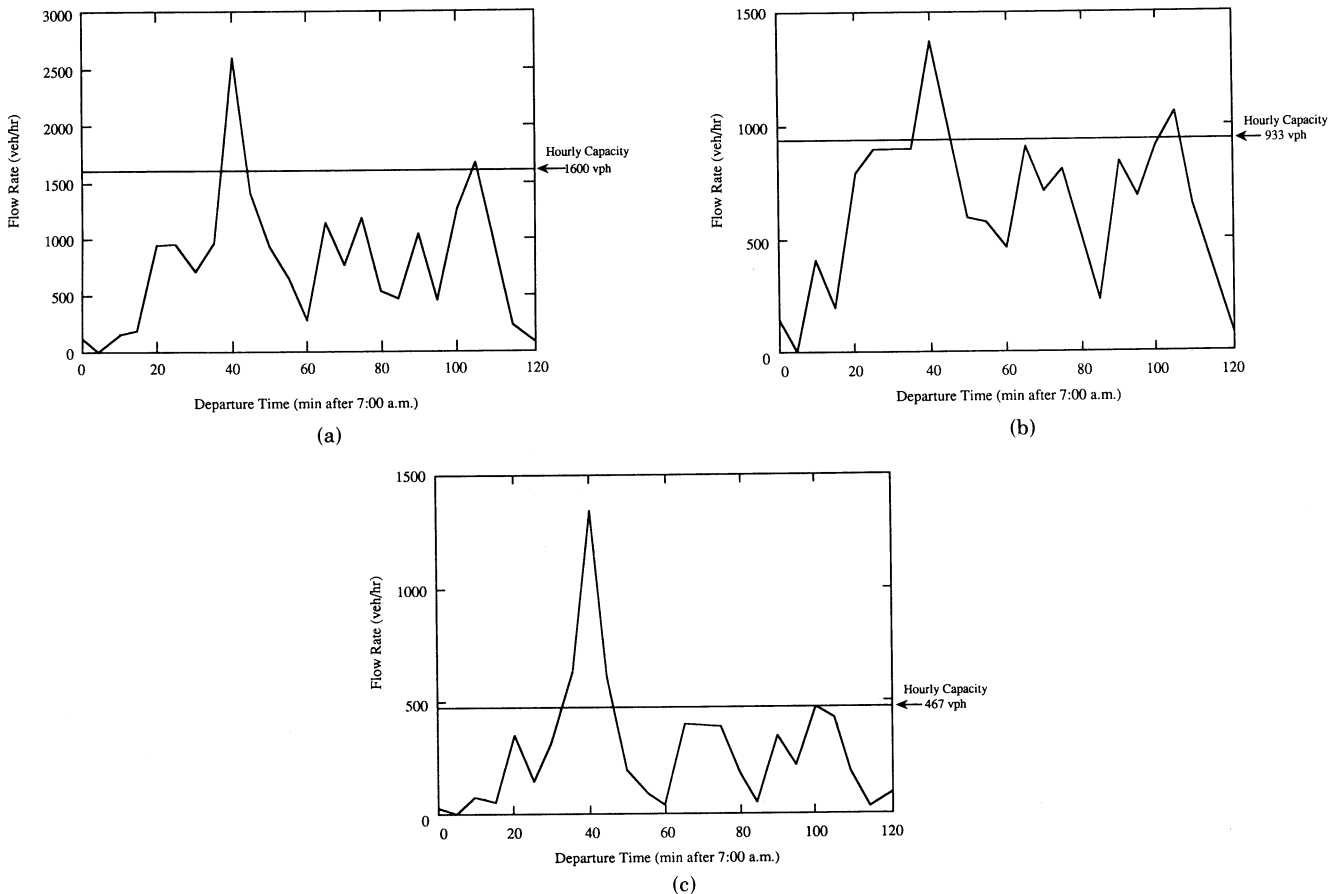 3000
2500
2000
1500
1000
500
0
Flow Rate (veh/hr)
Hourly Capacity
1600 vph
0 20 40 60 80 100 120
Departure Time (min after 7:00 a.m.)
(a)
1500
1000
500
0
Flow Rate (veh/hr)
Hourly Capacity
933 vph
0 20 40 60 80 100 120
Departure Time (min after 7:00 a.m.)
(b)
1500
1000
500
0
Flow Rate (veh/hr)
Hourly Capacity
467 vph
0 20 40 60 80 100 120
Departure Time (min after 7:00 a.m.)
(c)